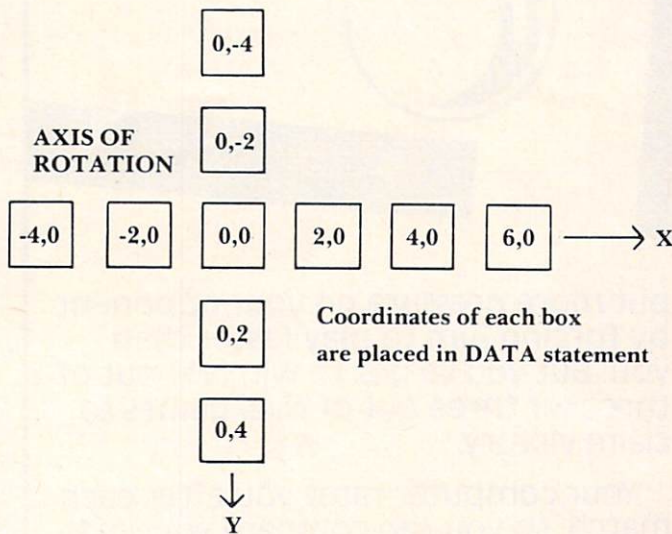 0,-4
AXIS OF
ROTATION
0,-2
-4,0 -2,0 0,0 2,0 4,0 6,0 X
0,2
Coordinates of each box
are placed in DATA statement
0,4
Y